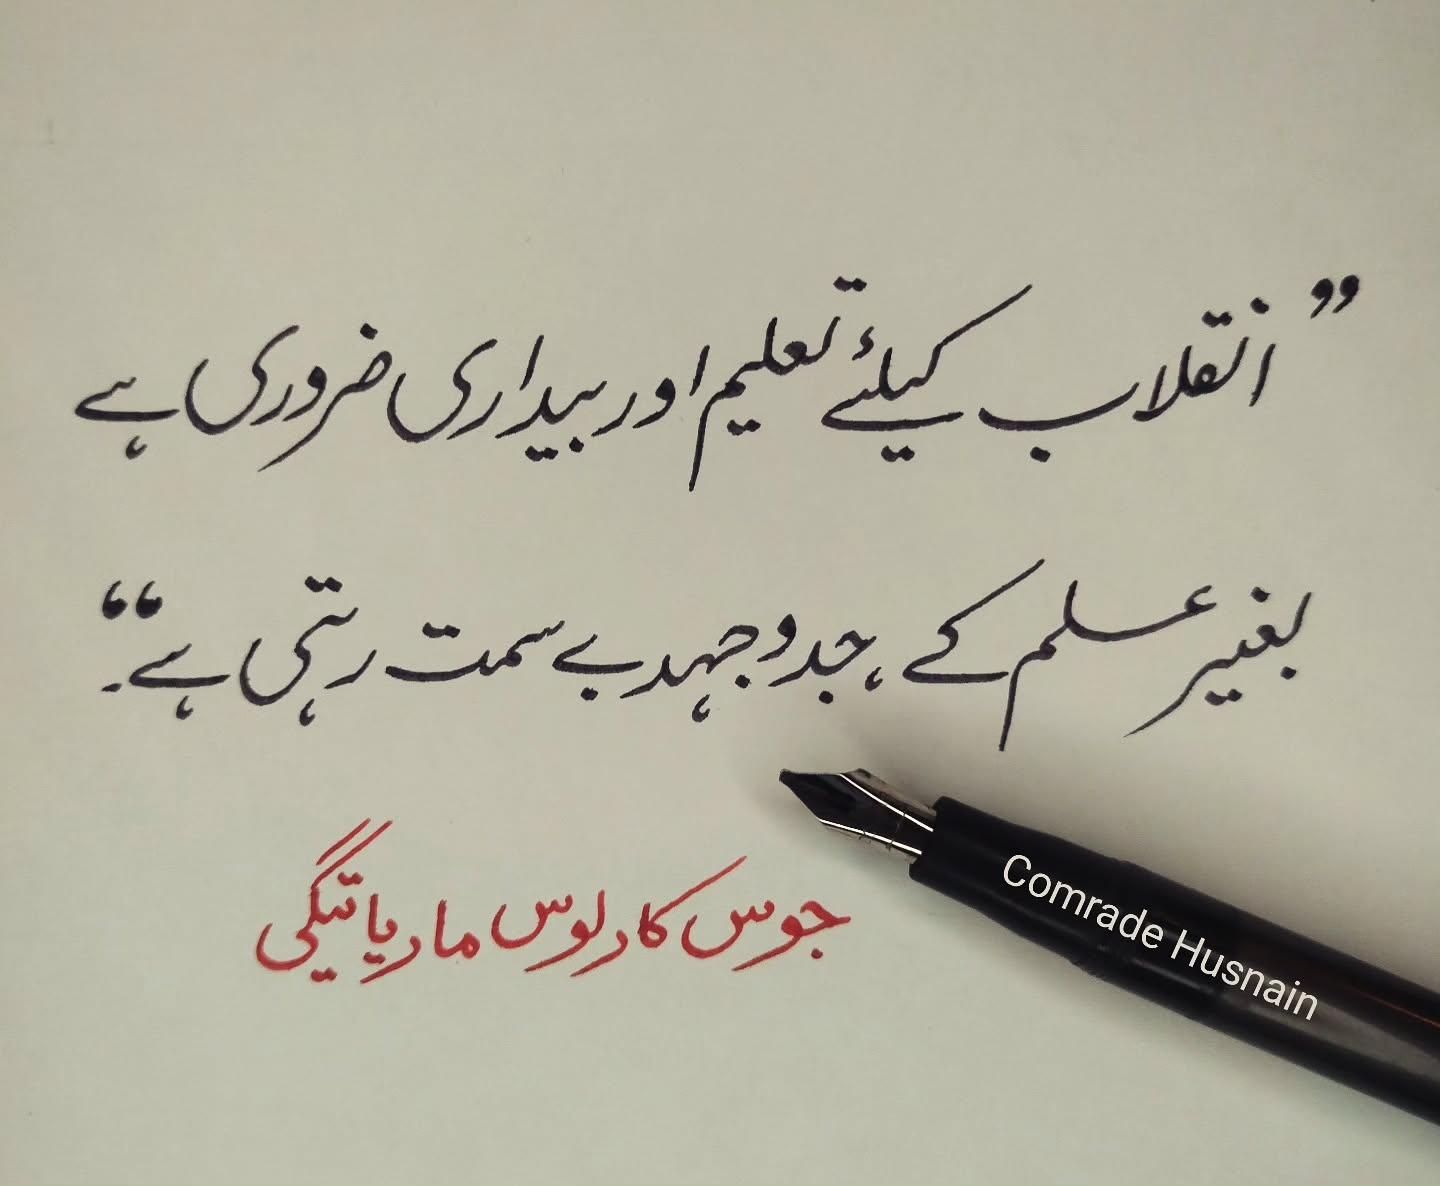 ”انقلاب کیلئے تعلیم اور بیداری ضروری ہے
بغیر علم کے، جدوجہد بے سمت رہتی ہے۔“
جوس کارلوس ماریاتیگی
Comrade Husnain